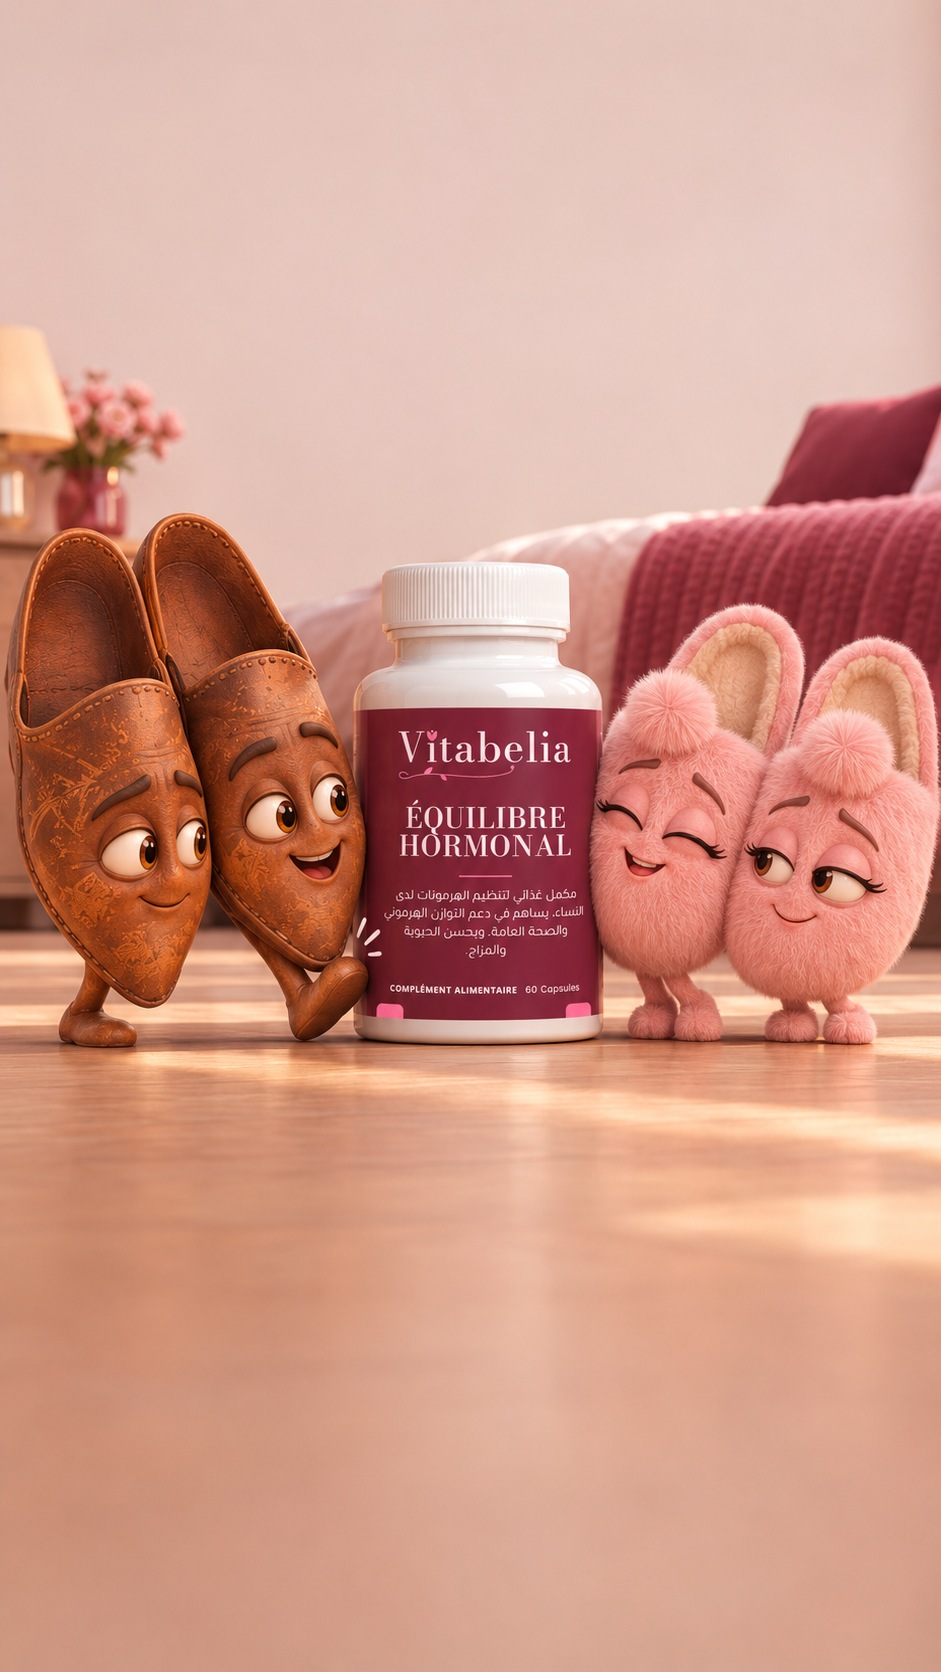 Vitabelia
ÉQUILIBRE
HORMONAL
مكمل غذائي لتنظيم الهرمونات لدى
النساء. يساهم في دعم التوازن الهرموني
والصحة العامة. ويحسن الحيوية
والمزاج.
COMPLÉMENT ALIMENTAIRE 60 Capsules